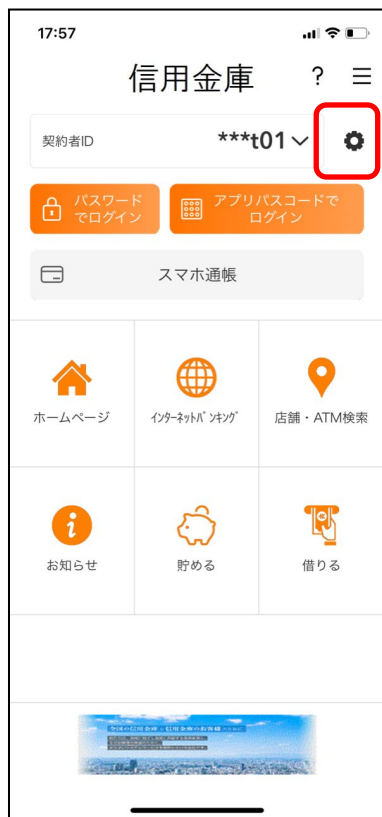 17:57
信用金庫
?
契約者ID
***t01
パスワード
でログイン
アプリパスコードで
ログイン
スマホ通帳
ホームページ
インターネットバンキング
店舗・ATM検索
お知らせ
貯める
借りる